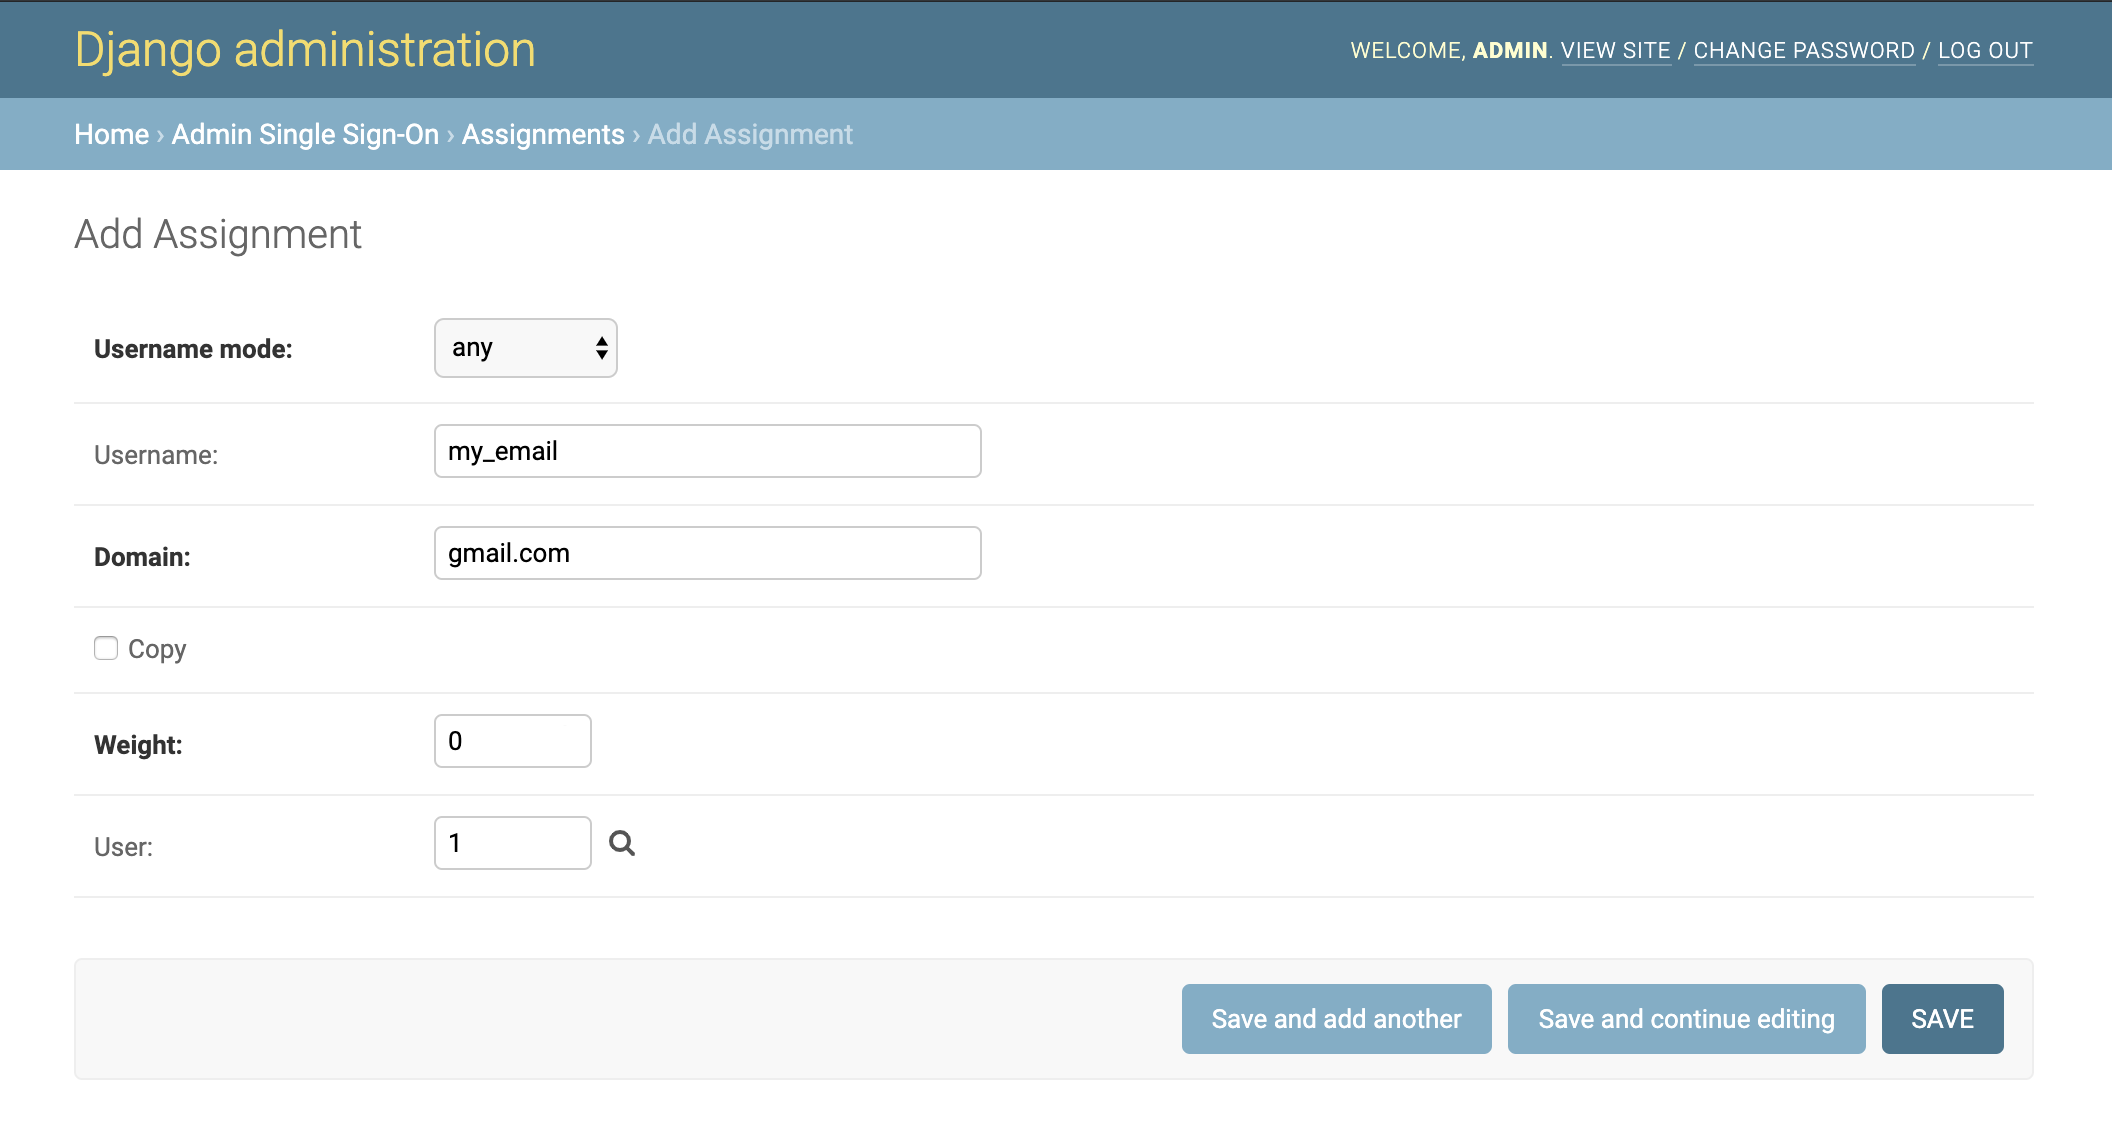 Django administration
WELCOME, ADMIN. VIEW SITE / CHANGE PASSWORD / LOG OUT
Home › Admin Single Sign-On › Assignments › Add Assignment
Add Assignment
Username mode: any
Username: my_email
Domain: gmail.com
Copy
Weight: 0
User: 1
Save and add another Save and continue editing SAVE